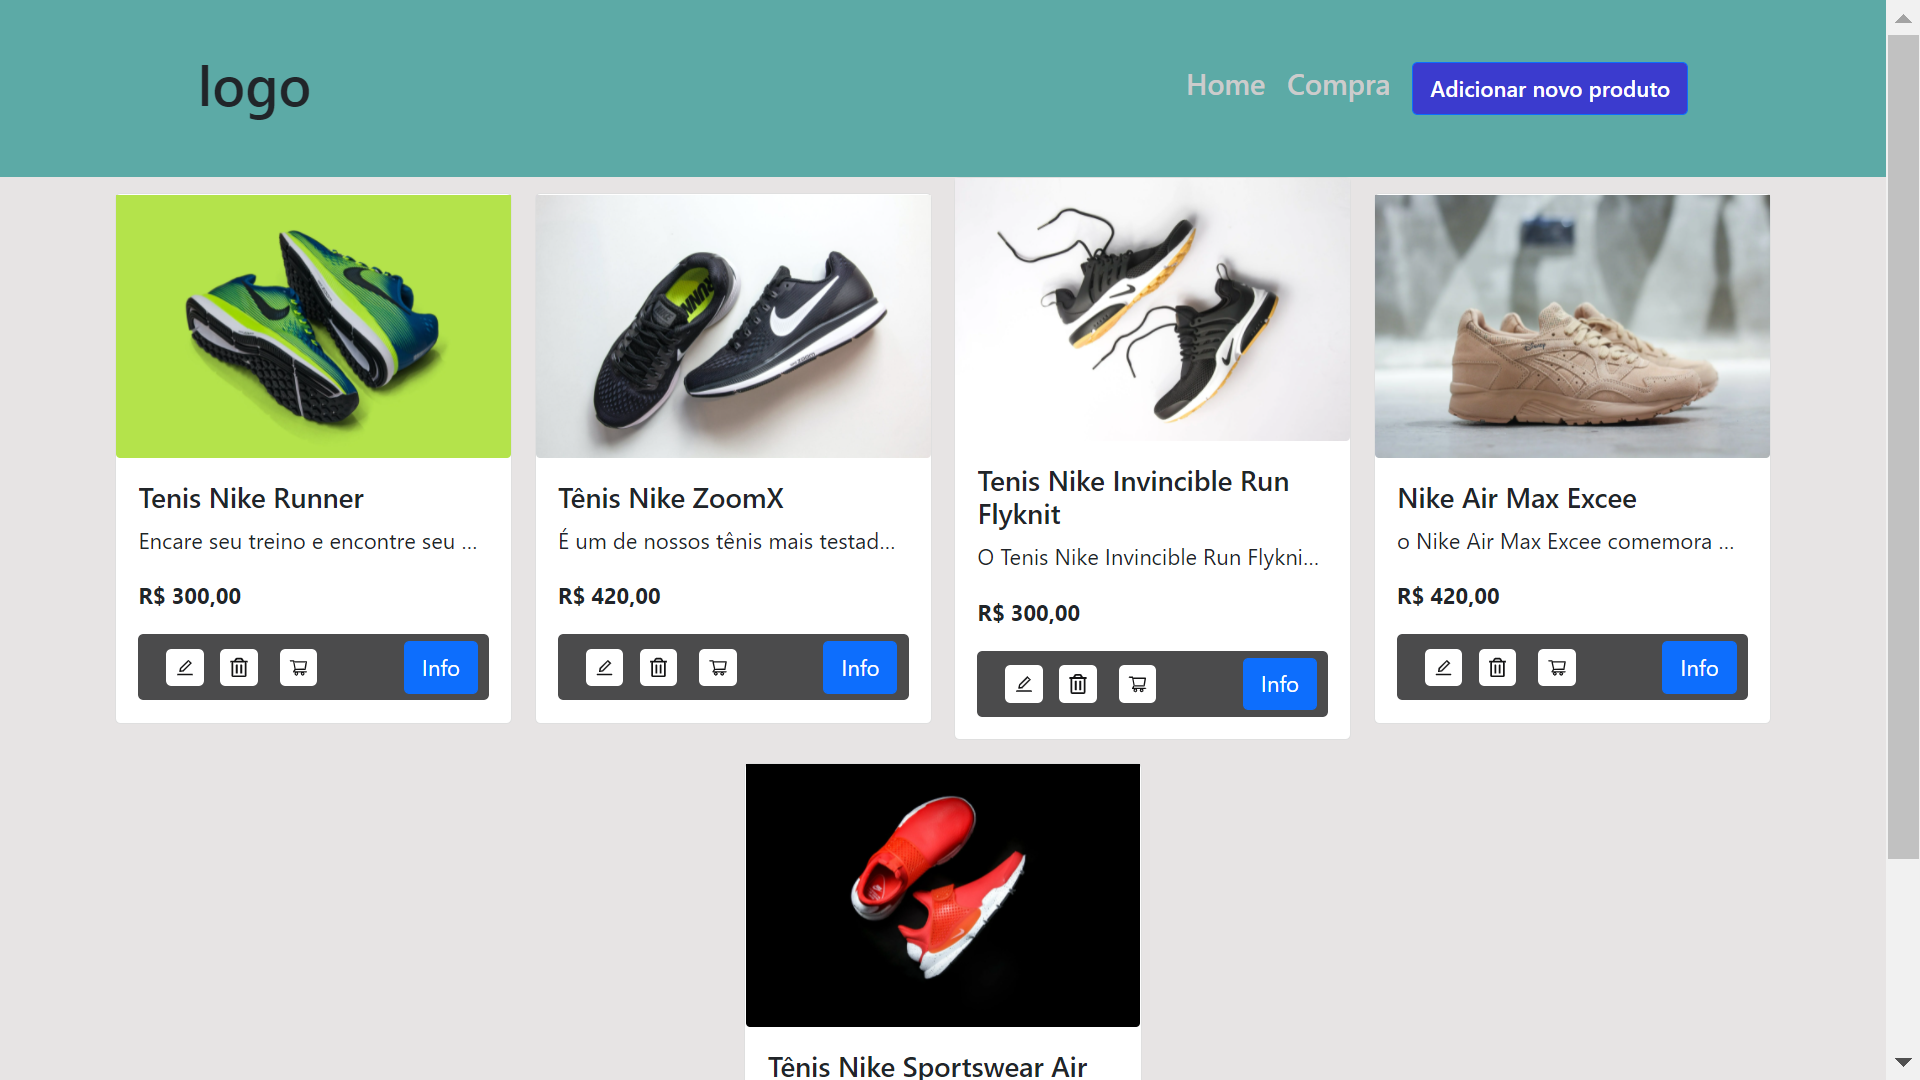 logo
Home Compra Adicionar novo produto
Tenis Nike Runner
Encare seu treino e encontre seu ...
R$ 300,00
Info
Tênis Nike ZoomX
É um de nossos tênis mais testad...
R$ 420,00
Info
Tenis Nike Invincible Run
Flyknit
O Tenis Nike Invincible Run Flykni...
R$ 300,00
Info
Nike Air Max Excee
o Nike Air Max Excee comemora ...
R$ 420,00
Info
Tênis Nike Sportswear Air